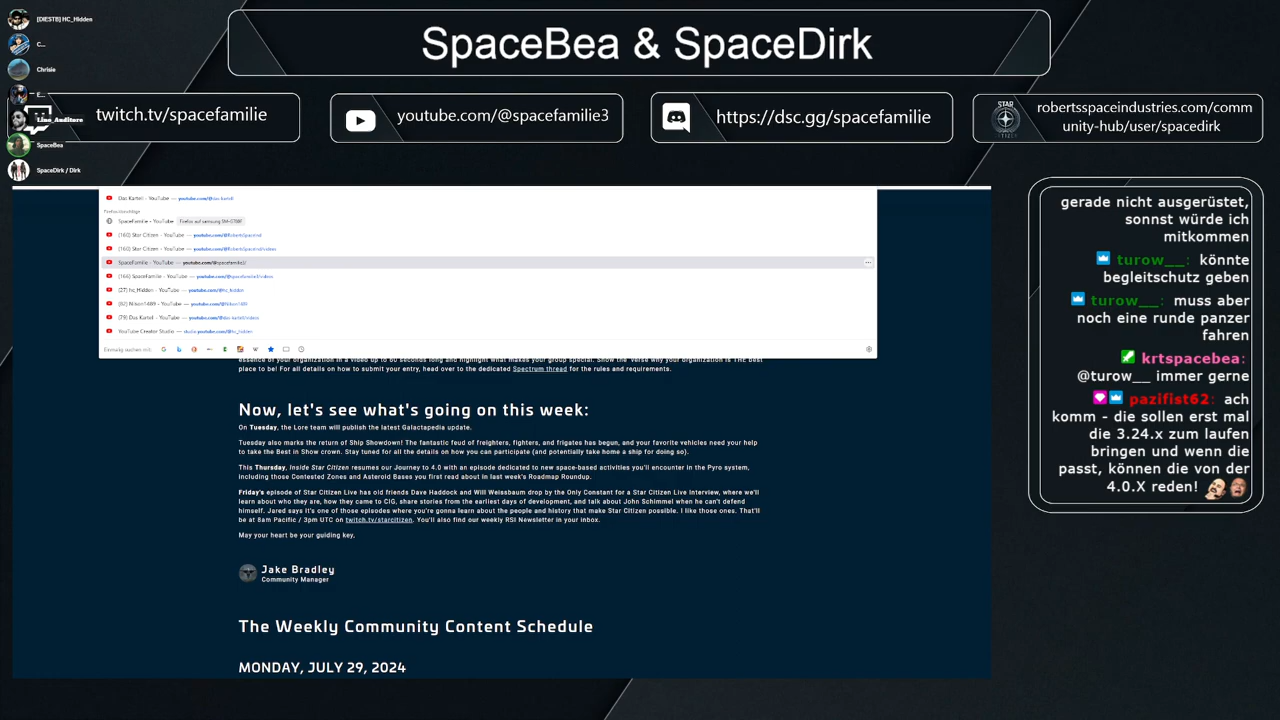 [DIESTB] HC_Hiddes
C...
Chrisie
E...
Lino_Auditore
SpaceBea
SpaceDirk / Dirk
SpaceBea & SpaceDirk
twitch.tv/spacefamilie
youtube.com/@spacefamilie3
https://dsc.gg/spacefamilie
STAR
robertsspaceindustries.com/comm
unity-hub/user/spacedirk
Das Kartell - YouTube — youtube.com/@das-kartell
SpaceFamilie - YouTube
[160] Star Citizen - YouTube —
[160] Star Citizen - YouTube —
SpaceFamilie - YouTube — youtube.com/@spacefamilie3/
[166] SpaceFamilie - YouTube — youtube.com/@spacefamilie3/videos
[27] hc_Hidden - YouTube — youtube.com/@hc_hidden
[82] Nilson1489 - YouTube — youtube.com/@Nilson1489
[79] Das Kartell - YouTube — youtube.com/@das-kartell/videos
YouTube Creator Studio — studio.youtube.com/@hc_hidden
Einmalig suchen mit:
essence of your organization in a video up to 60 seconds long and highlight what makes your group special. Show the 'verse why your organization is THE best
place to be! For all details on how to submit your entry, head over to the dedicated Spectrum thread for the rules and requirements.
Now, let's see what's going on this week:
On Tuesday, the Lore team will publish the latest Galactapedia update.
Tuesday also marks the return of Ship Showdown! The fantastic feud of freighters, fighters, and frigates has begun, and your favorite vehicles need your help
to take the Best in Show crown. Stay tuned for all the details on how you can participate (and potentially take home a ship for doing so).
This Thursday, Inside Star Citizen resumes our Journey to 4.0 with an episode dedicated to new space-based activities you'll encounter in the Pyro system,
including those Contested Zones and Asteroid Bases you first read about in last week's Roadmap Roundup.
Friday's episode of Star Citizen Live has old friends Dave Haddock and Will Weissbaum drop by the Only Constant for a Star Citizen Live Interview, where we'll
learn about who they are, how they came to CIG, share stories from the earliest days of development, and talk about John Schimmel when he can't defend
himself. Jared says it's one of those episodes where you're gonna learn about the people and history that make Star Citizen possible. I like those ones. That'll
be at 8am Pacific / 3pm UTC on twitch.tv/starcitizen. You'll also find our weekly RSI Newsletter in your inbox.
May your heart be your guiding key,
Jake Bradley
Community Manager
The Weekly Community Content Schedule
MONDAY, JULY 29, 2024
gerade nicht ausgerüstet,
sonnst würde ich
mitkommen
turow__: könnte
begleitschutz geben
turow__: muss aber
noch eine runde panzer
fahren
krtspacebea:
@turow__ immer gerne
pazifist62: ach
komm - die sollen erst mal
die 3.24.x zum laufen
bringen und wenn die
passt, können die von der
4.0.X reden!